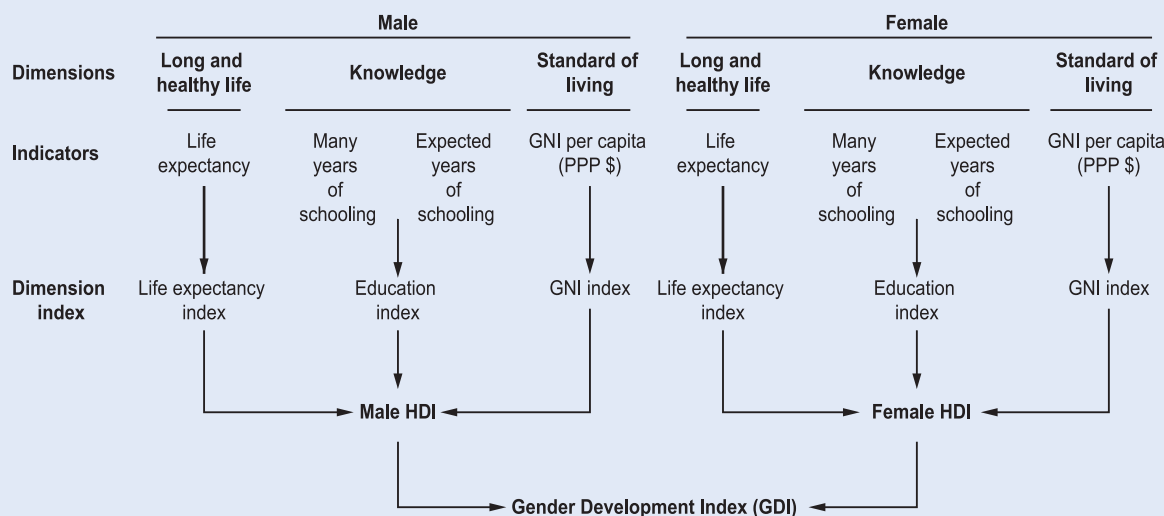 Male Female
Dimensions Long and healthy life Knowledge Standard of living Long and healthy life Knowledge Standard of living
Indicators Life expectancy Many years of schooling Expected years of schooling GNI per capita (PPP $) Life expectancy Many years of schooling Expected years of schooling GNI per capita (PPP $)
Dimension index Life expectancy index Education index GNI index Life expectancy index Education index GNI index
Male HDI Female HDI
Gender Development Index (GDI)